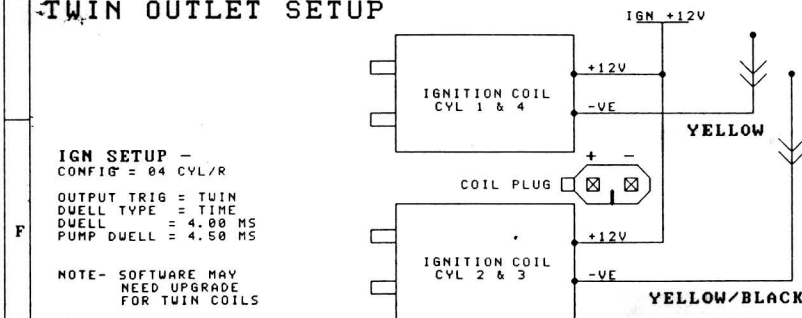 TWIN OUTLET SETUP
IGN +12V
+12V
IGNITION COIL
CYL 1 & 4
-VE
YELLOW
IGN SETUP -
CONFIG = 04 CYL/R
OUTPUT TRIG = TWIN
DWELL TYPE = TIME
DWELL = 4.00 MS
PUMP DWELL = 4.50 MS
NOTE- SOFTWARE MAY
NEED UPGRADE
FOR TWIN COILS
F
+ -
COIL PLUG
+12V
IGNITION COIL
CYL 2 & 3
-VE
YELLOW/BLACK